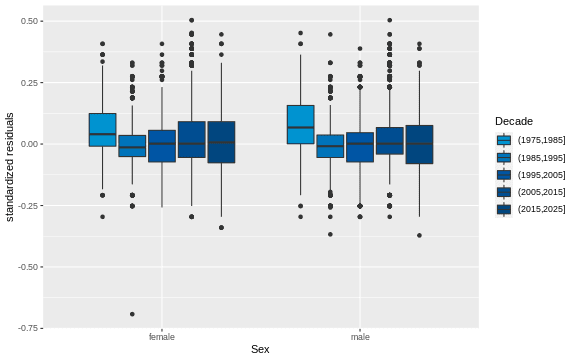 0.50
0.25
0.00
-0.25
-0.50
-0.75
standardized residuals
female
male
Sex
Decade
(1975,1985]
(1985,1995]
(1995,2005]
(2005,2015]
(2015,2025]